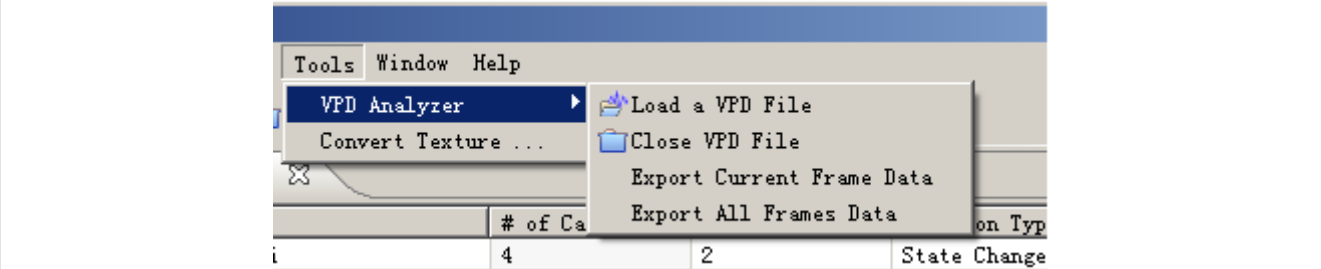 Tools Window Help
VPD Analyzer
Convert Texture ...
Load a VPD File
Close VPD File
Export Current Frame Data
Export All Frames Data
# of Ca on Typ
i 4 2 State Change